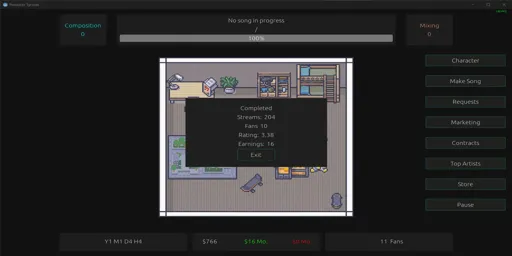 Composition
0
No song in progress
/
100%
Mixing
0
Character
Make Song
Requests
Marketing
Contracts
Top Artists
Store
Pause
Completed
Streams: 204
Fans: 10
Rating: 3.38
Earnings: 16
Exit
Y1 M1 D4 H4
$766
$16 Mo.
11 Fans